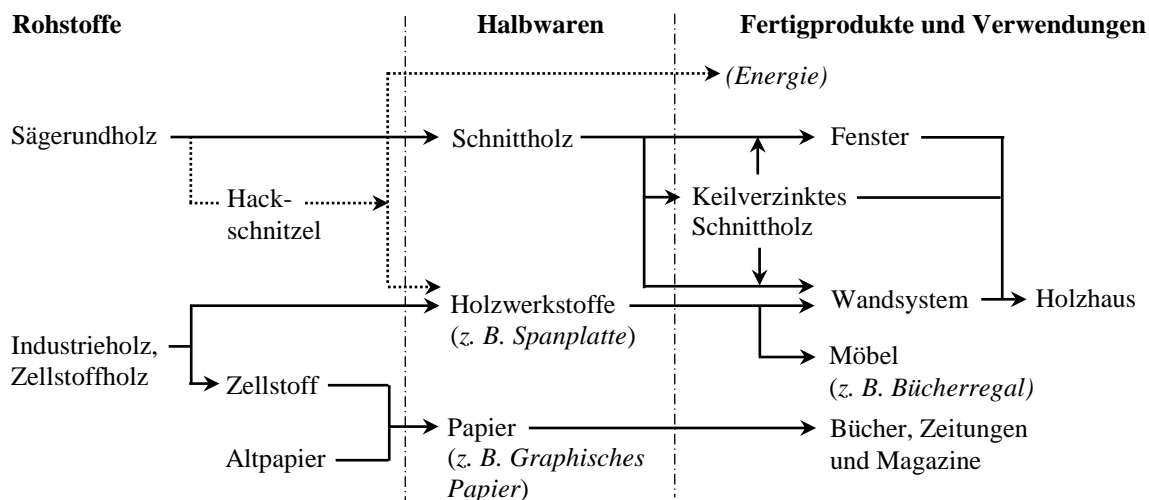 Rohstoffe
Halbwaren
Fertigprodukte und Verwendungen
(Energie)
Sägerundholz
Schnittholz
Fenster
Hack-
schnitzel
Keilverzinktes
Schnittholz
Holzwerkstoffe
(z. B. Spanplatte)
Wandsystem
Holzhaus
Industrieholz,
Zellstoffholz
Möbel
(z. B. Bücherregal)
Zellstoff
Altpapier
Papier
(z. B. Graphisches
Papier)
Bücher, Zeitungen
und Magazine